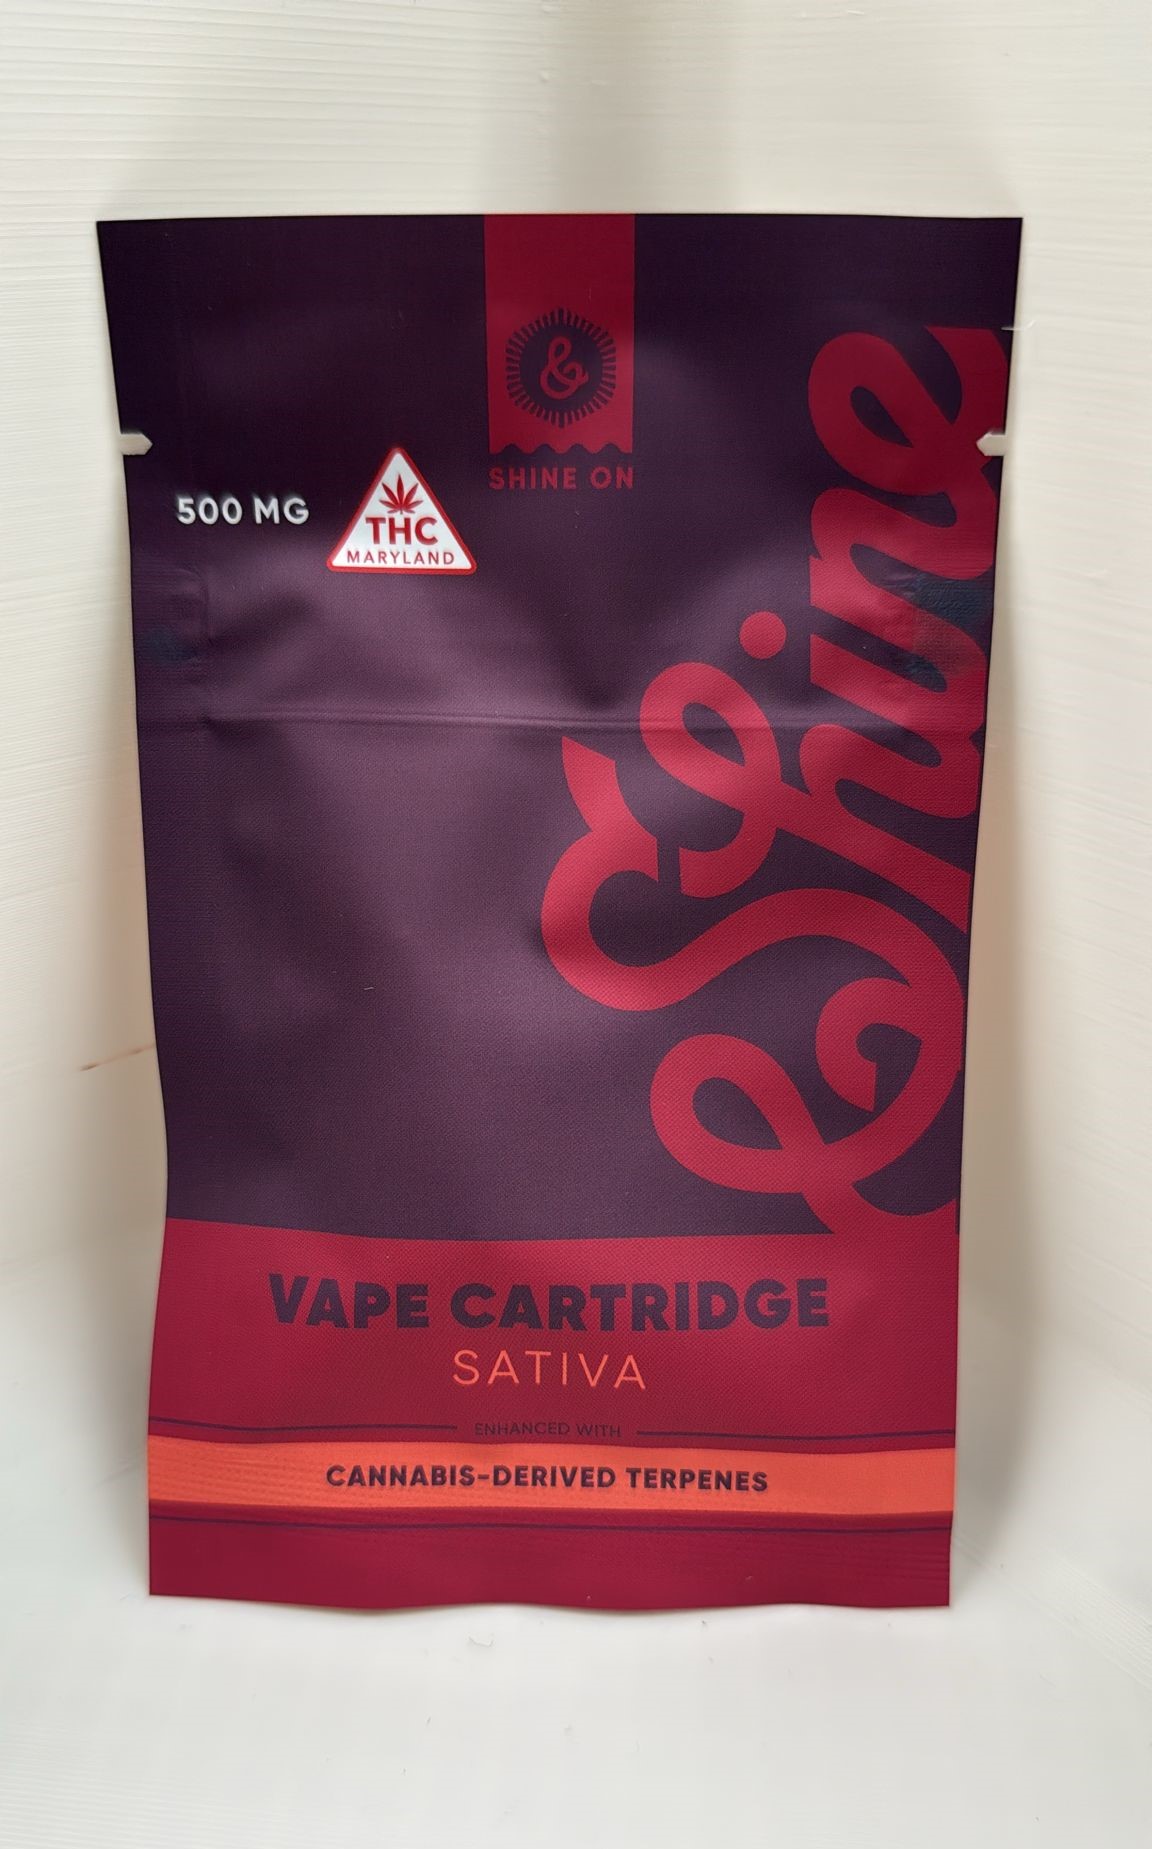 &
SHINE ON
500 MG
THC
MARYLAND
&Shine
VAPE CARTRIDGE
SATIVA
ENHANCED WITH
CANNABIS-DERIVED TERPENES